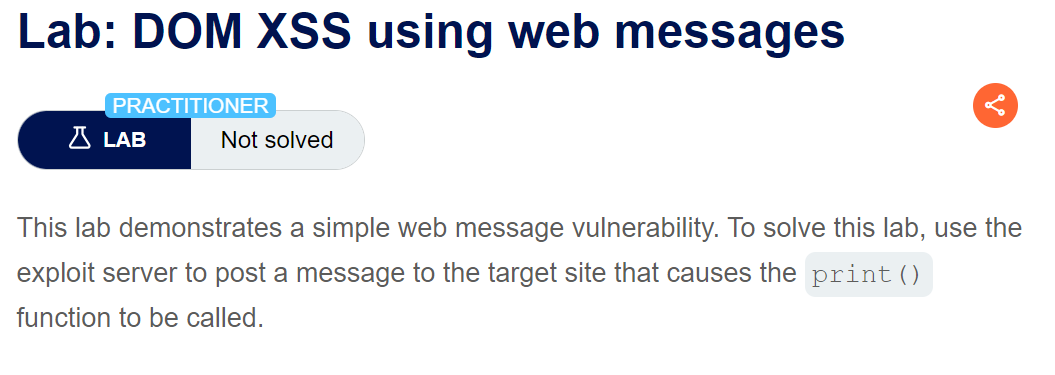 Lab: DOM XSS using web messages
PRACTITIONER
LAB
Not solved
This lab demonstrates a simple web message vulnerability. To solve this lab, use the
exploit server to post a message to the target site that causes the print()
function to be called.